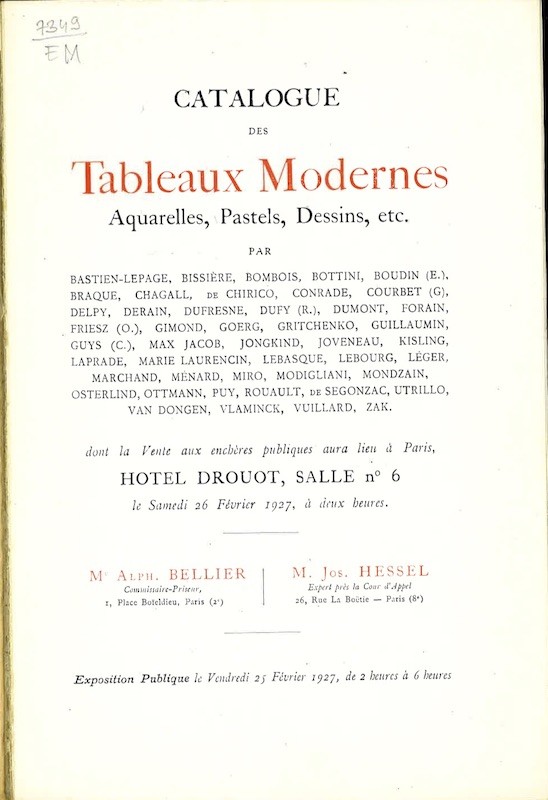 7349
EM
CATALOGUE
DES
Tableaux Modernes
Aquarelles, Pastels, Dessins, etc.
PAR
BASTIEN-LEPAGE, BISSIÈRE, BOMBOIS, BOTTINI, BOUDIN (E.),
BRAQUE, CHAGALL, DE CHIRICO, CONRADE, COURBET (G),
DELPY, DERAIN, DUFRESNE, DUFY (R.), DUMONT, FORAIN,
FRIESZ (O.), GIMOND, GOERG, GRITCHENKO, GUILLAUMIN,
GUYS (C.), MAX JACOB, JONGKIND, JOVENEAU, KISLING,
LAPRADE, MARIE LAURENCIN, LEBASQUE, LEBOURG, LÉGER,
MARCHAND, MÉNARD, MIRO, MODIGLIANI, MONDZAIN,
OSTERLIND, OTTMANN, PUY, ROUAULT, DE SEGONZAC, UTRILLO,
VAN DONGEN, VLAMINCK, VUILLARD, ZAK.
dont la Vente aux enchères publiques aura lieu à Paris,
HOTEL DROUOT, SALLE nº 6
le Samedi 26 Février 1927, à deux heures.
Mᵉ ALPH. BELLIER
Commissaire-Priseur,
1, Place Boïeldieu, Paris (2ᵉ)
M. JOS. HESSEL
Expert près la Cour d'Appel
26, Rue La Boëtie — Paris (8ᵉ)
Exposition Publique le Vendredi 25 Février 1927, de 2 heures à 6 heures